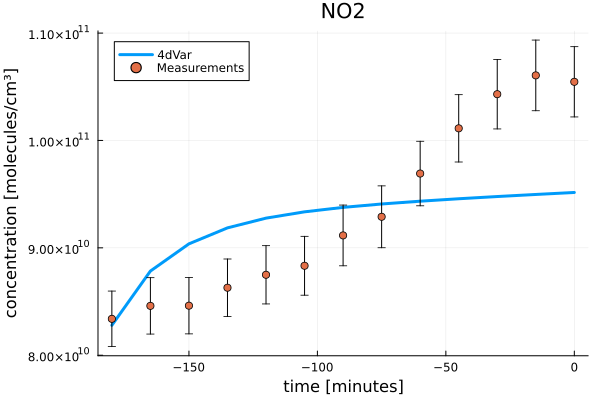 NO2
1.10×10¹¹
4dVar
Measurements
1.00×10¹¹
9.00×10¹⁰
8.00×10¹⁰
concentration [molecules/cm³]
−150
−100
−50
0
time [minutes]